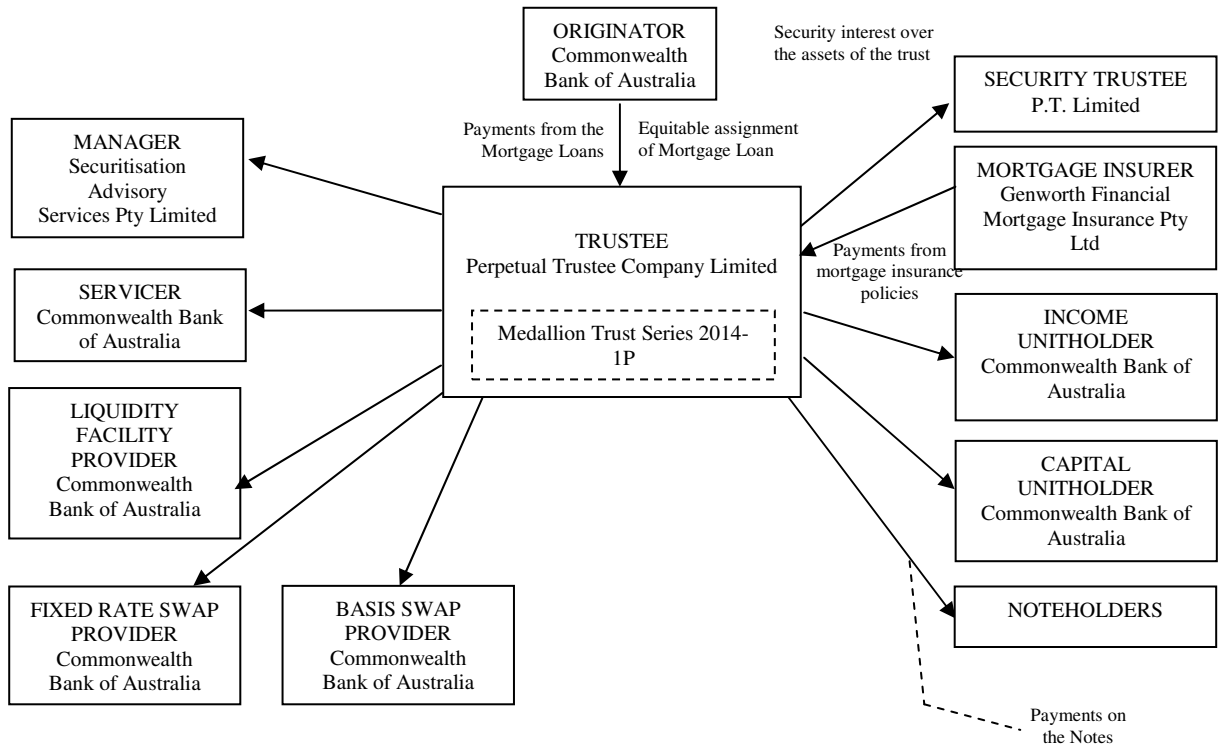 ORIGINATOR
Commonwealth
Bank of Australia
Security interest over
the assets of the trust
SECURITY TRUSTEE
P.T. Limited
Payments from the
Mortgage Loans
Equitable assignment
of Mortgage Loan
MANAGER
Securitisation
Advisory
Services Pty Limited
MORTGAGE INSURER
Genworth Financial
Mortgage Insurance Pty
Ltd
TRUSTEE
Perpetual Trustee Company Limited
Payments from
mortgage insurance
policies
SERVICER
Commonwealth Bank
of Australia
Medallion Trust Series 2014-
1P
INCOME
UNITHOLDER
Commonwealth Bank of
Australia
LIQUIDITY
FACILITY
PROVIDER
Commonwealth
Bank of Australia
CAPITAL
UNITHOLDER
Commonwealth Bank of
Australia
FIXED RATE SWAP
PROVIDER
Commonwealth
Bank of Australia
BASIS SWAP
PROVIDER
Commonwealth
Bank of Australia
NOTEHOLDERS
Payments on
the Notes